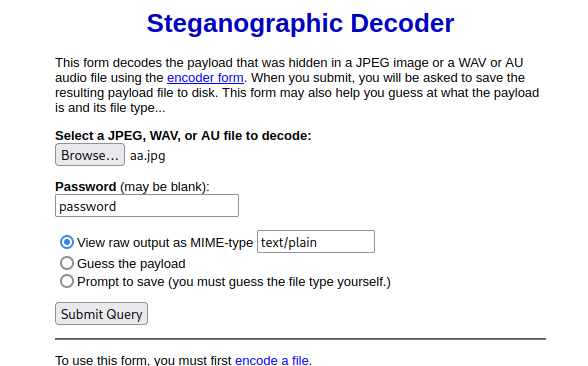 Steganographic Decoder
This form decodes the payload that was hidden in a JPEG image or a WAV or AU
audio file using the encoder form. When you submit, you will be asked to save the
resulting payload file to disk. This form may also help you guess at what the payload
is and its file type...
Select a JPEG, WAV, or AU file to decode:
Browse... aa.jpg
Password (may be blank):
password
View raw output as MIME-type text/plain
Guess the payload
Prompt to save (you must guess the file type yourself.)
Submit Query
To use this form, you must first encode a file.